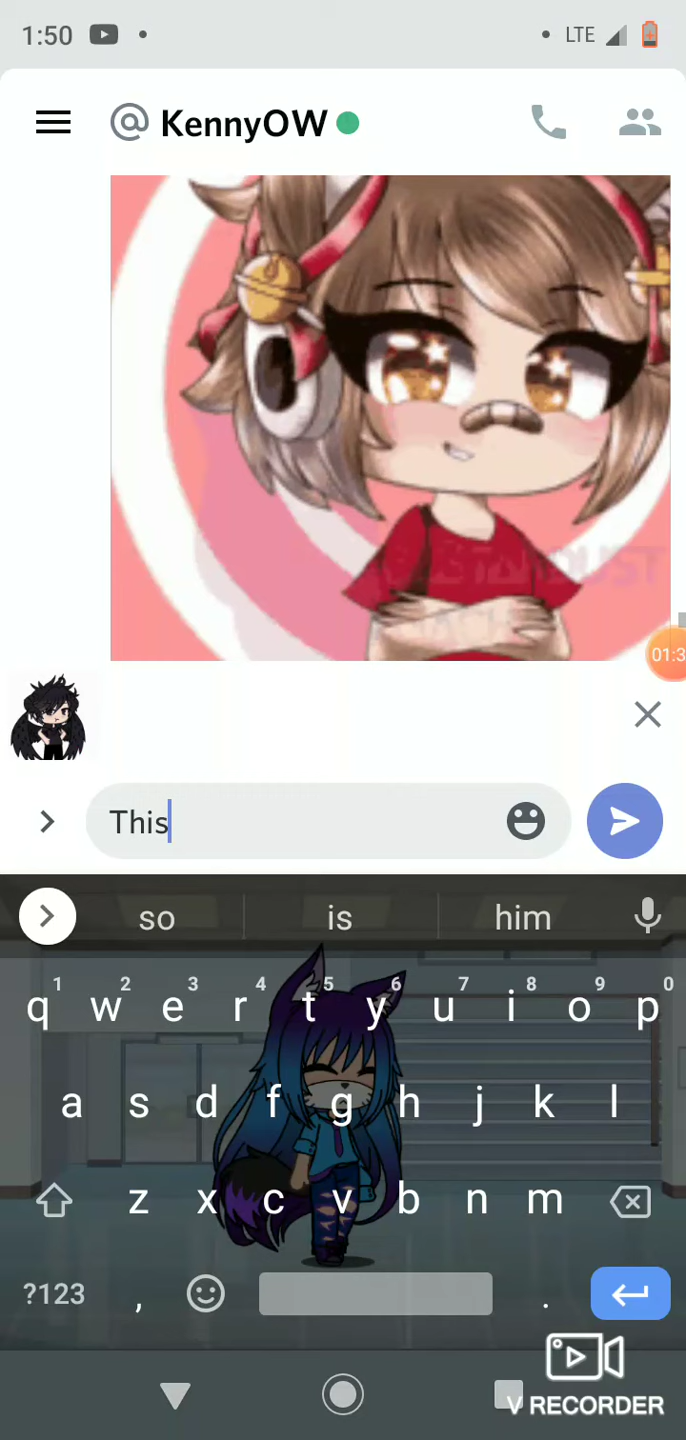 1:50 LTE
@ KennyOW
01:3
This
so is him
1 2 3 4 5 6 7 8 9 0
q w e r t y u i o p
a s d f g h j k l
z x c v b n m
?123 , .
V RECORDER